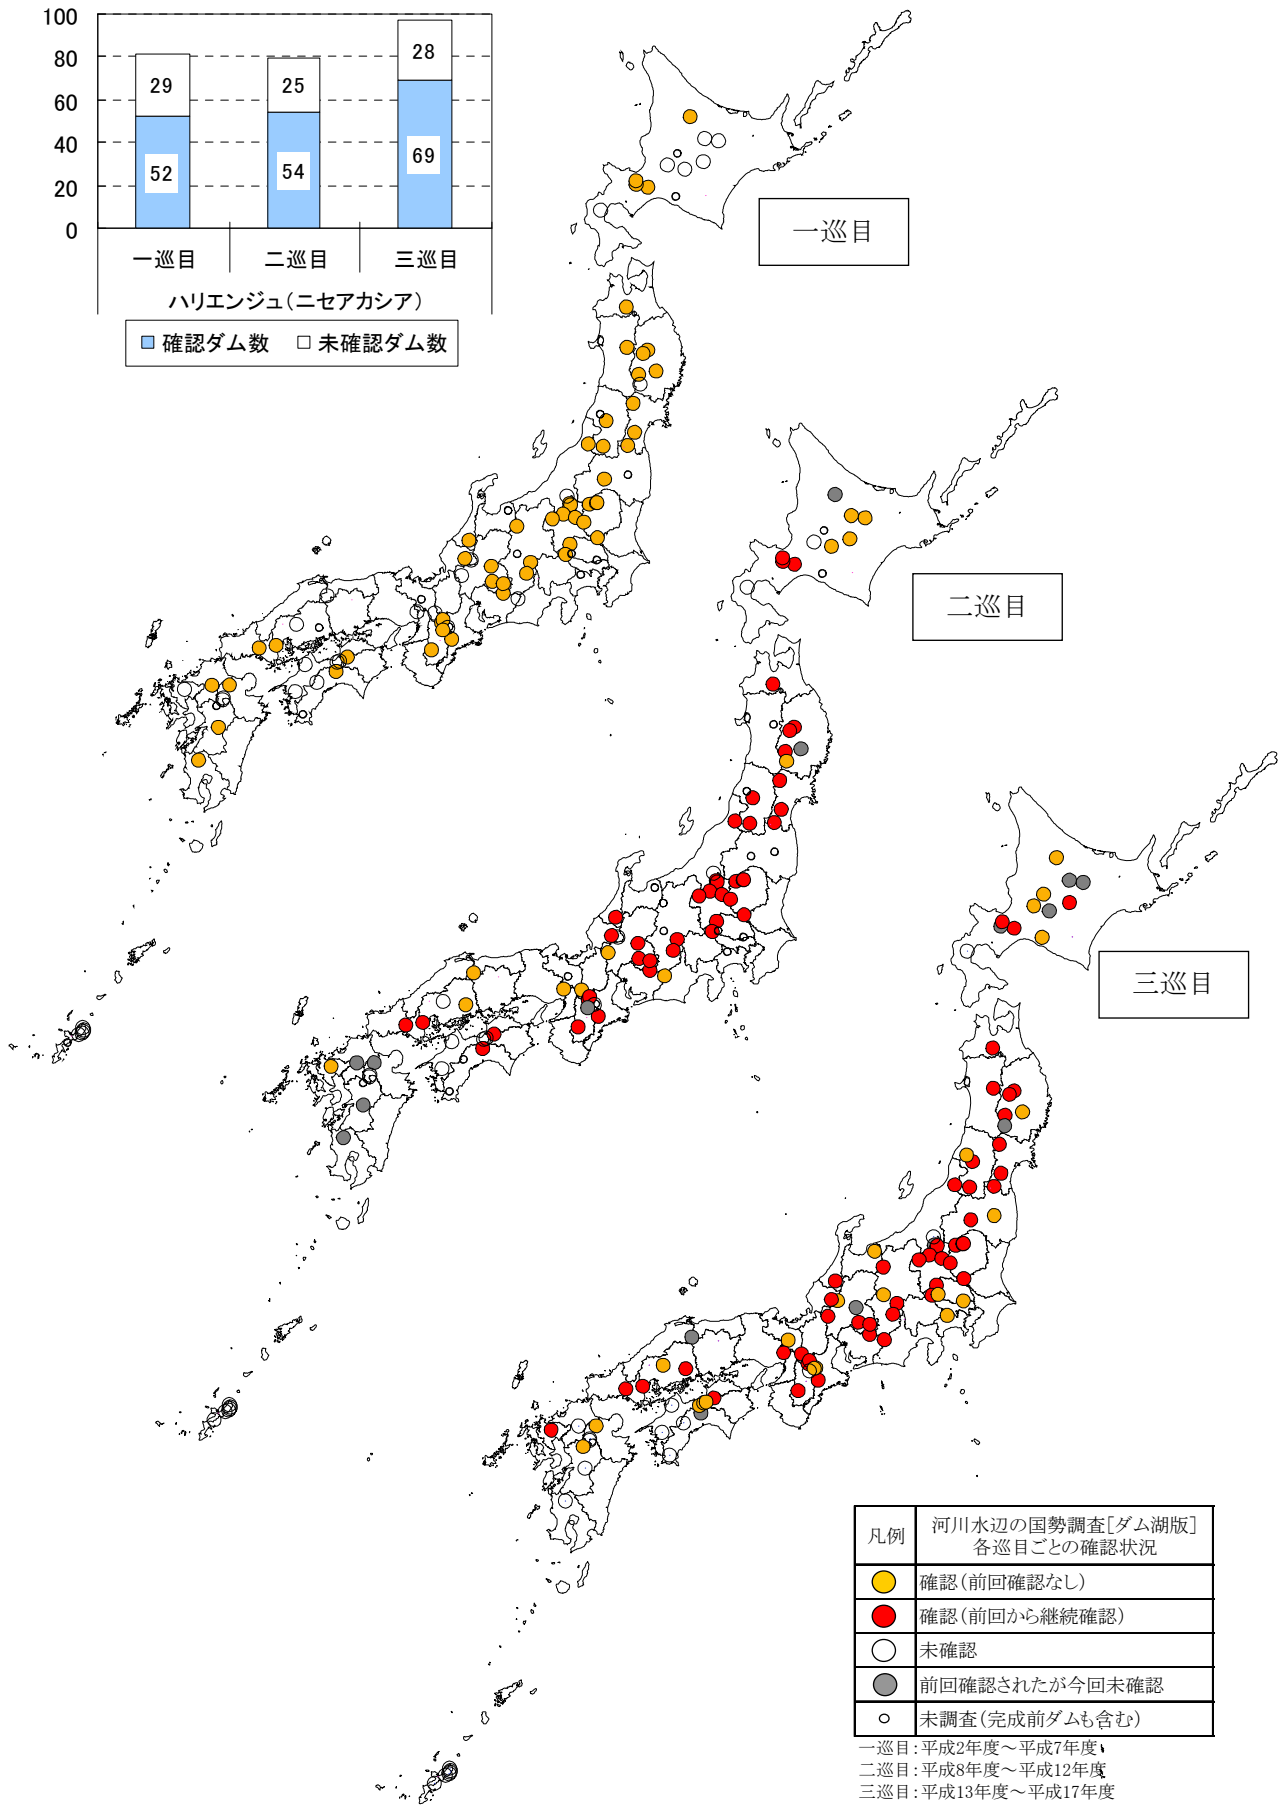 100
80
60
40
20
0
29
25
28
52
54
69
一巡目
二巡目
三巡目
ハリエンジュ(ニセアカシア)
確認ダム数
未確認ダム数
一巡目
二巡目
三巡目
凡例
河川水辺の国勢調査[ダム湖版]
各巡目ごとの確認状況
確認(前回確認なし)
確認(前回から継続確認)
未確認
前回確認されたが今回未確認
未調査(完成前ダムも含む)
一巡目:平成2年度～平成7年度
二巡目:平成8年度～平成12年度
三巡目:平成13年度～平成17年度